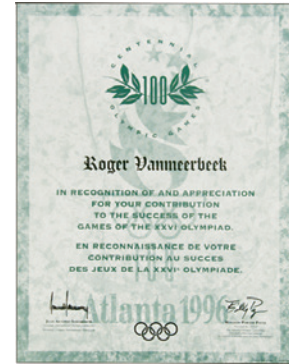 CENTENNIAL
100
OLYMPIC GAMES
Roger Vanmeerbeek
IN RECOGNITION OF AND APPRECIATION
FOR YOUR CONTRIBUTION
TO THE SUCCESS OF THE
GAMES OF THE XXVI OLYMPIAD.
EN RECONNAISSANCE DE VOTRE
CONTRIBUTION AU SUCCES
DES JEUX DE LA XXVIe OLYMPIADE.
100
Atlanta 1996